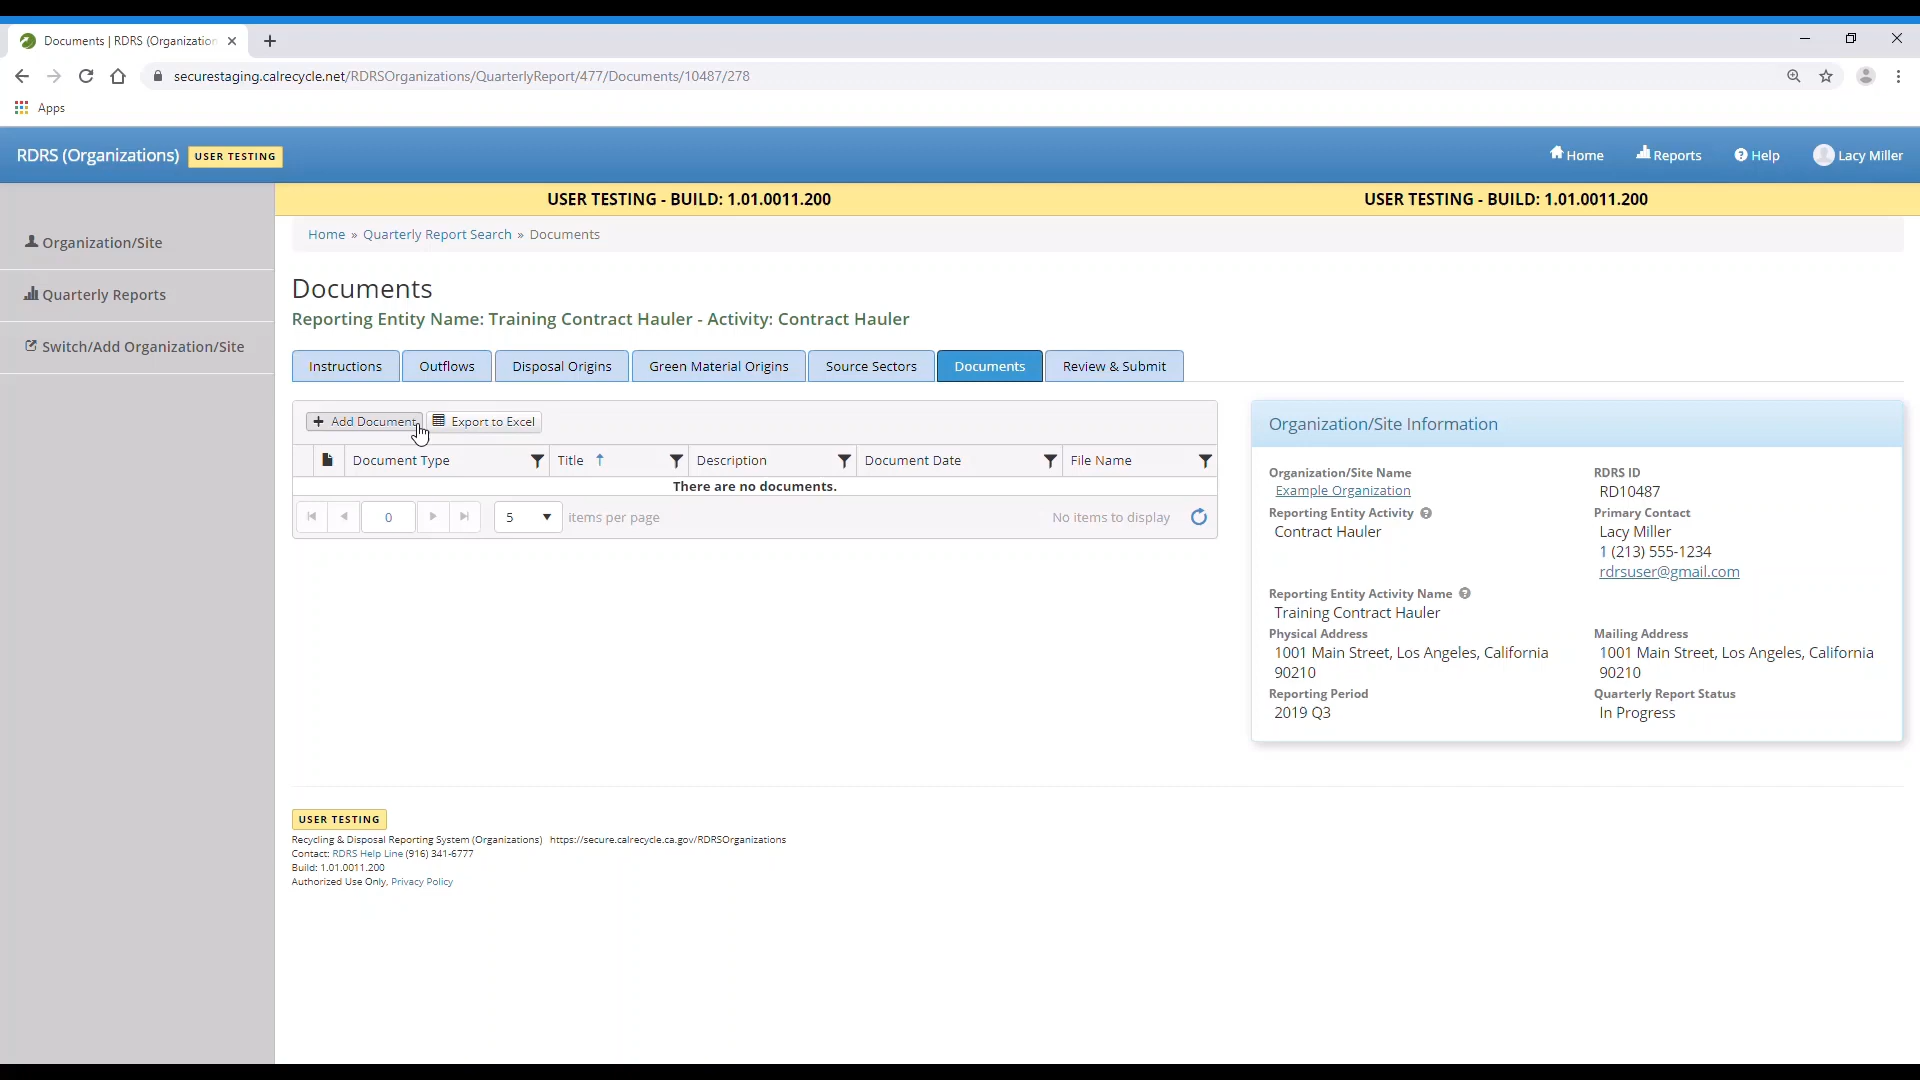 Documents | RDRS (Organization
securestaging.calrecycle.net/RDRSOrganizations/QuarterlyReport/477/Documents/10487/278
Apps
RDRS (Organizations) USER TESTING
Home Reports Help Lacy Miller
USER TESTING - BUILD: 1.01.0011.200 USER TESTING - BUILD: 1.01.0011.200
Organization/Site
Quarterly Reports
Switch/Add Organization/Site
Home » Quarterly Report Search » Documents
Documents
Reporting Entity Name: Training Contract Hauler - Activity: Contract Hauler
Instructions Outflows Disposal Origins Green Material Origins Source Sectors Documents Review & Submit
Add Document Export to Excel
Document Type Title Description Document Date File Name
There are no documents.
0 5 items per page No items to display
Organization/Site Information
Organization/Site Name
Example Organization
RDRS ID
RD10487
Reporting Entity Activity
Contract Hauler
Primary Contact
Lacy Miller
1 (213) 555-1234
rdrsuser@gmail.com
Reporting Entity Activity Name
Training Contract Hauler
Physical Address
1001 Main Street, Los Angeles, California
90210
Mailing Address
1001 Main Street, Los Angeles, California
90210
Reporting Period
2019 Q3
Quarterly Report Status
In Progress
USER TESTING
Recycling & Disposal Reporting System (Organizations) https://secure.calrecycle.ca.gov/RDRSOrganizations
Contact: RDRS Help Line (916) 341-6777
Build: 1.01.0011.200
Authorized Use Only, Privacy Policy